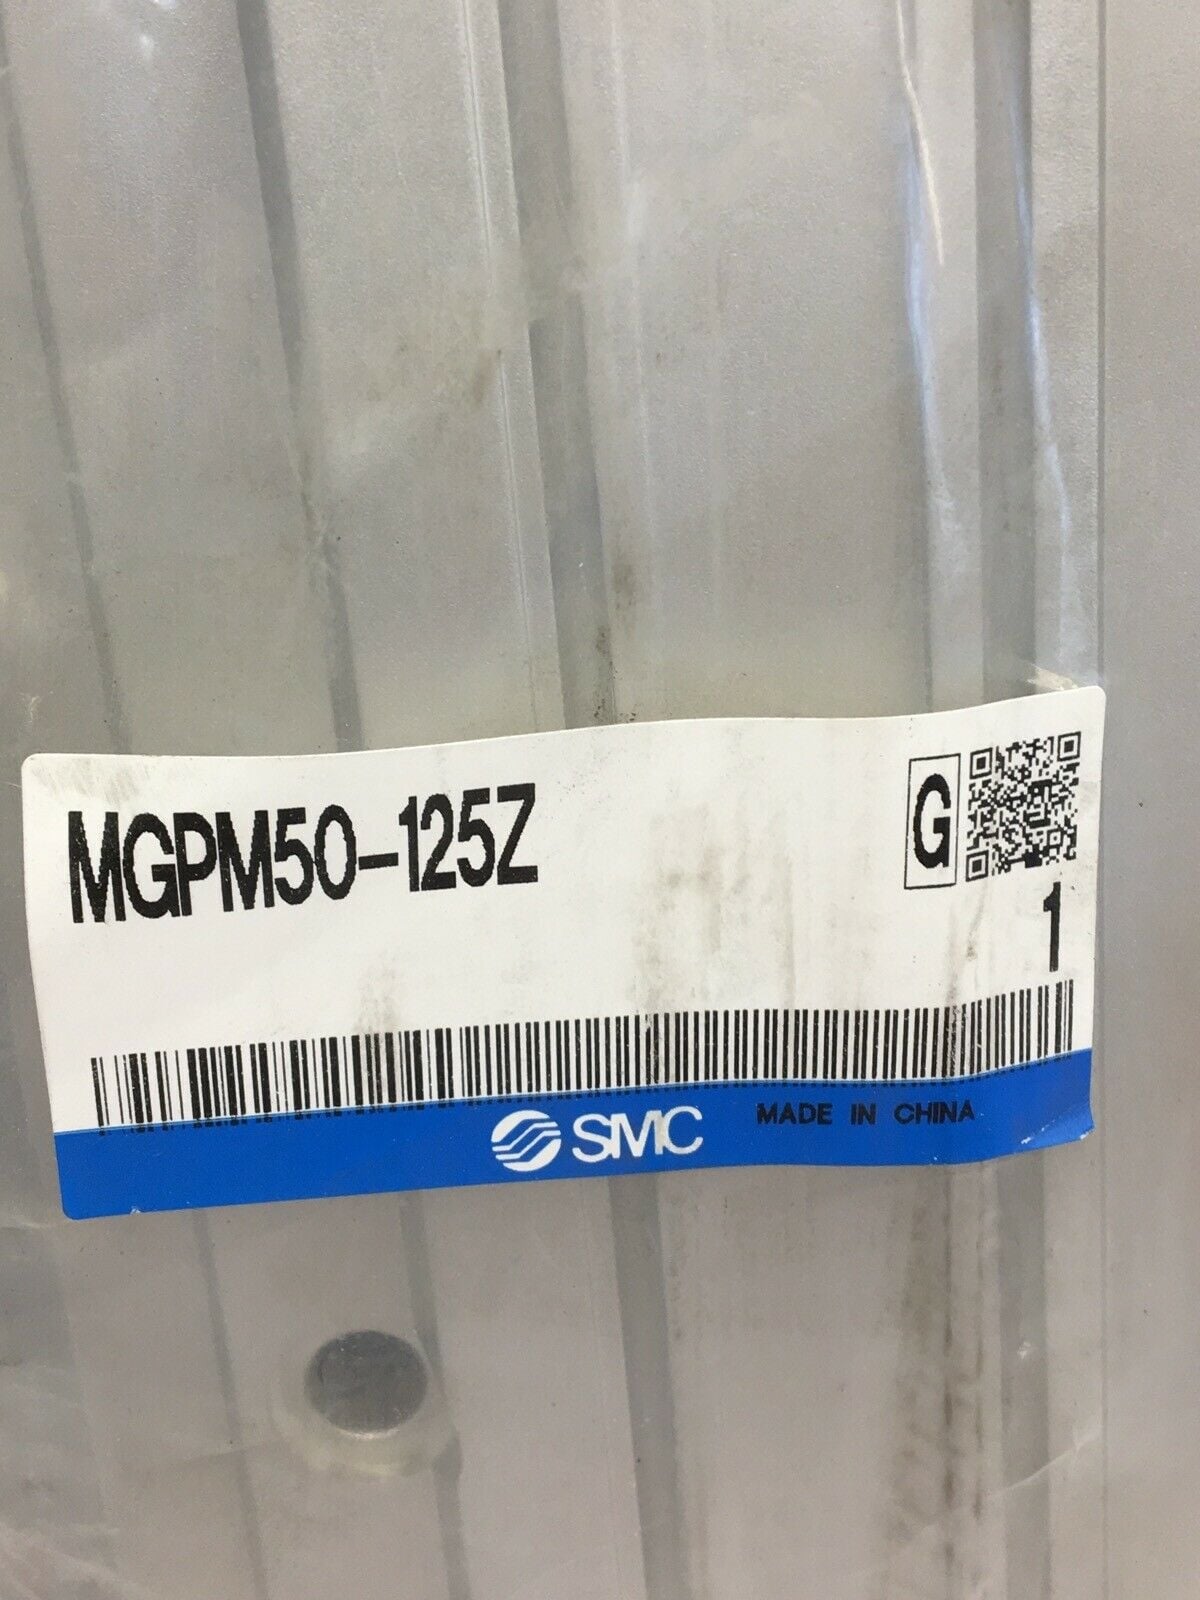 MGPM50-125Z
G
1
SMC MADE IN CHINA